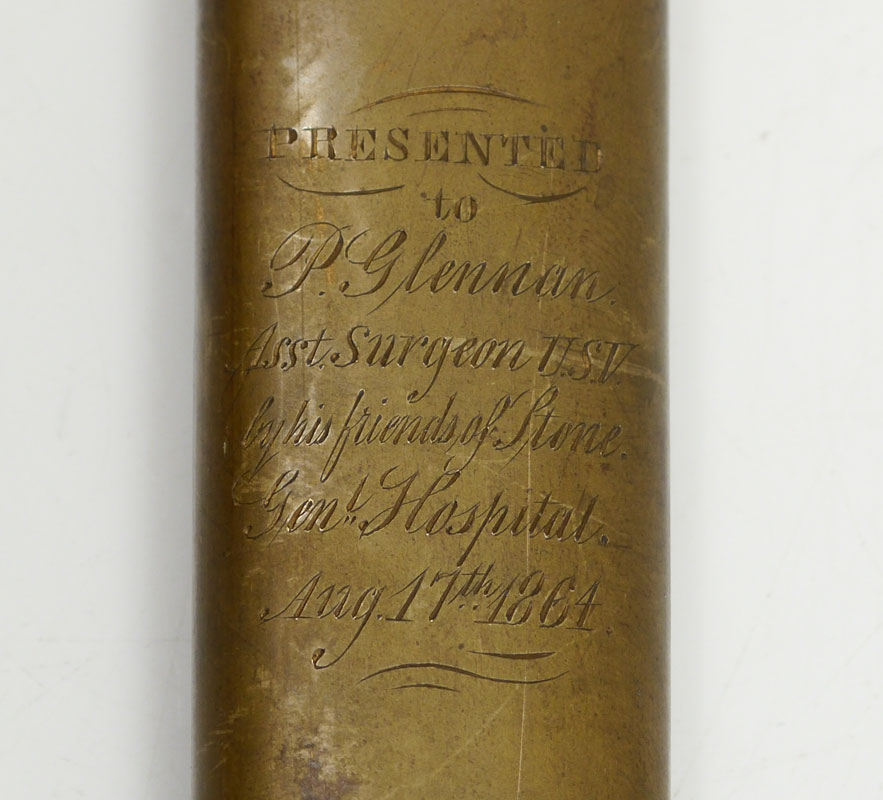 PRESENTED
to
P. Glennan.
Asst. Surgeon U.S.V.
by his friends of Stone.
Genl. Hospital.
Aug. 17th 1864.